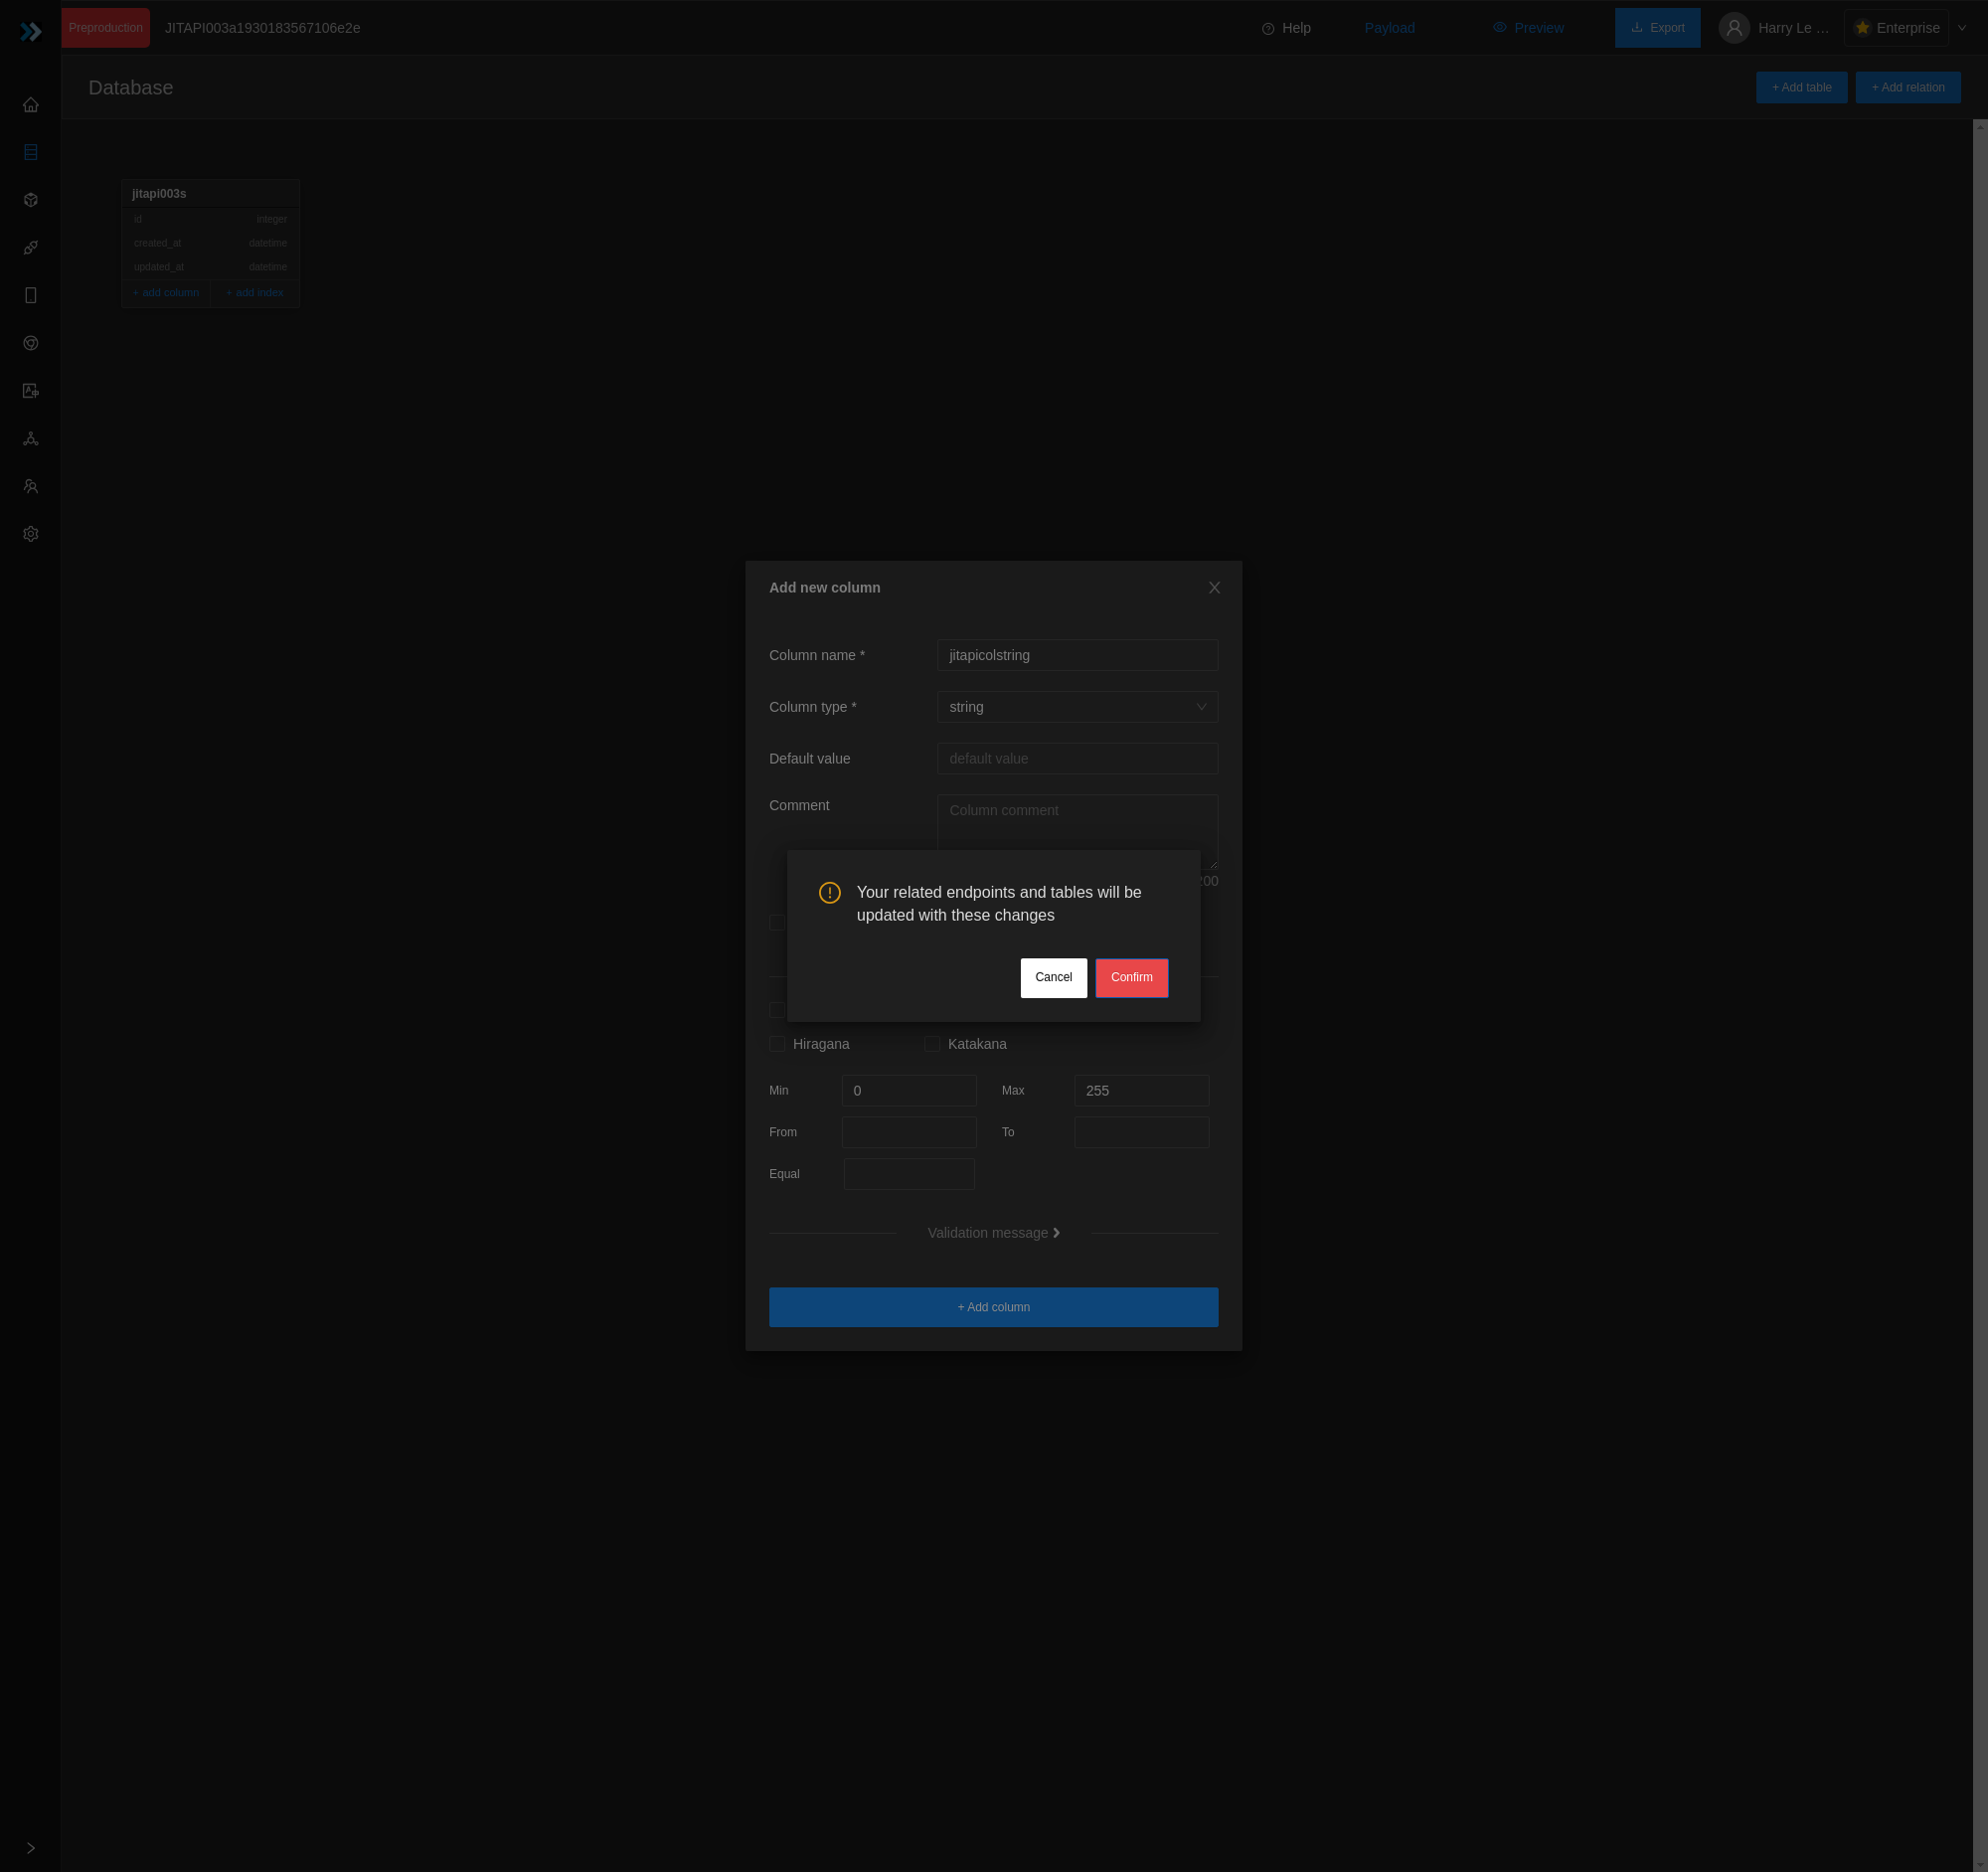 Preproduction
JITAPI003a1930183567106e2e
Help
Payload
Preview
Export
Harry Le ...
Enterprise
Database
+ Add table
+ Add relation
jitapi003s
id integer
created_at datetime
updated_at datetime
+ add column + add index
Add new column
Column name *
jitapicolstring
Column type *
string
Default value
default value
Comment
Column comment
200
Your related endpoints and tables will be
updated with these changes
Cancel
Confirm
Hiragana
Katakana
Min
0
Max
255
From
To
Equal
Validation message
+ Add column